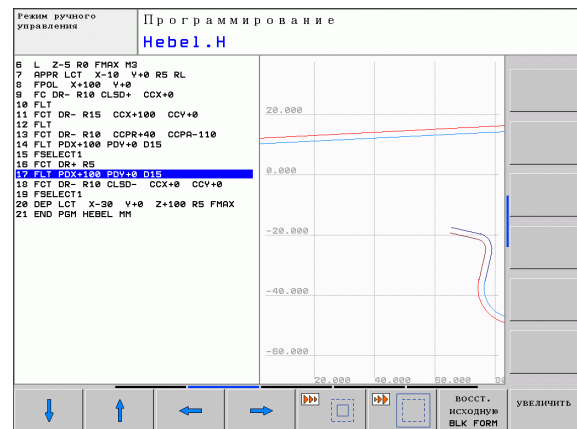 Режим ручного
управления
Программирование
Hebel.H
6 L Z-5 R0 FMAX M3
7 APPR LCT X-10 Y+0 R5 RL
8 FPOL X+100 Y+0
9 FC DR- R10 CLSD+ CCX+0
10 FLT
11 FCT DR- R15 CCX+100 CCY+0
12 FLT
13 FCT DR- R10 CCPR+40 CCPA-110
14 FLT PDX+100 PDY+0 D15
15 FSELECT1
16 FCT DR+ R5
17 FLT PDX+100 PDY+0 D15
18 FCT DR- R10 CLSD- CCX+0 CCY+0
19 FSELECT1
20 DEP LCT X-30 Y+0 Z+100 R5 FMAX
21 END PGM HEBEL MM
20.000
0.000
-20.000
-40.000
-60.000
20.000 40.000 60.000
ВОССТ.
ИСХОДНУЮ
BLK FORM
УВЕЛИЧИТЬ